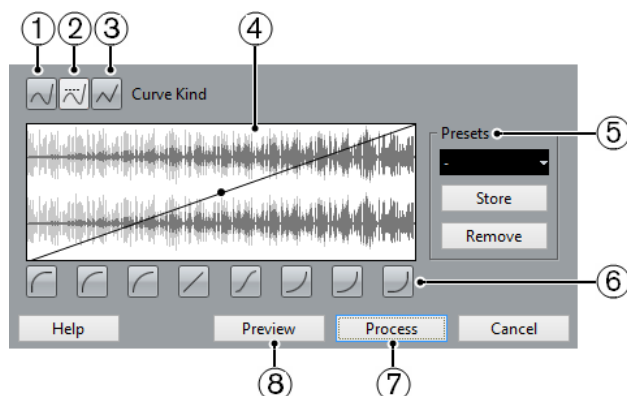 ① ② ③ ④
Curve Kind
Presets ⑤
-
Store
Remove
⑥
Help Preview Process Cancel
⑧ ⑦